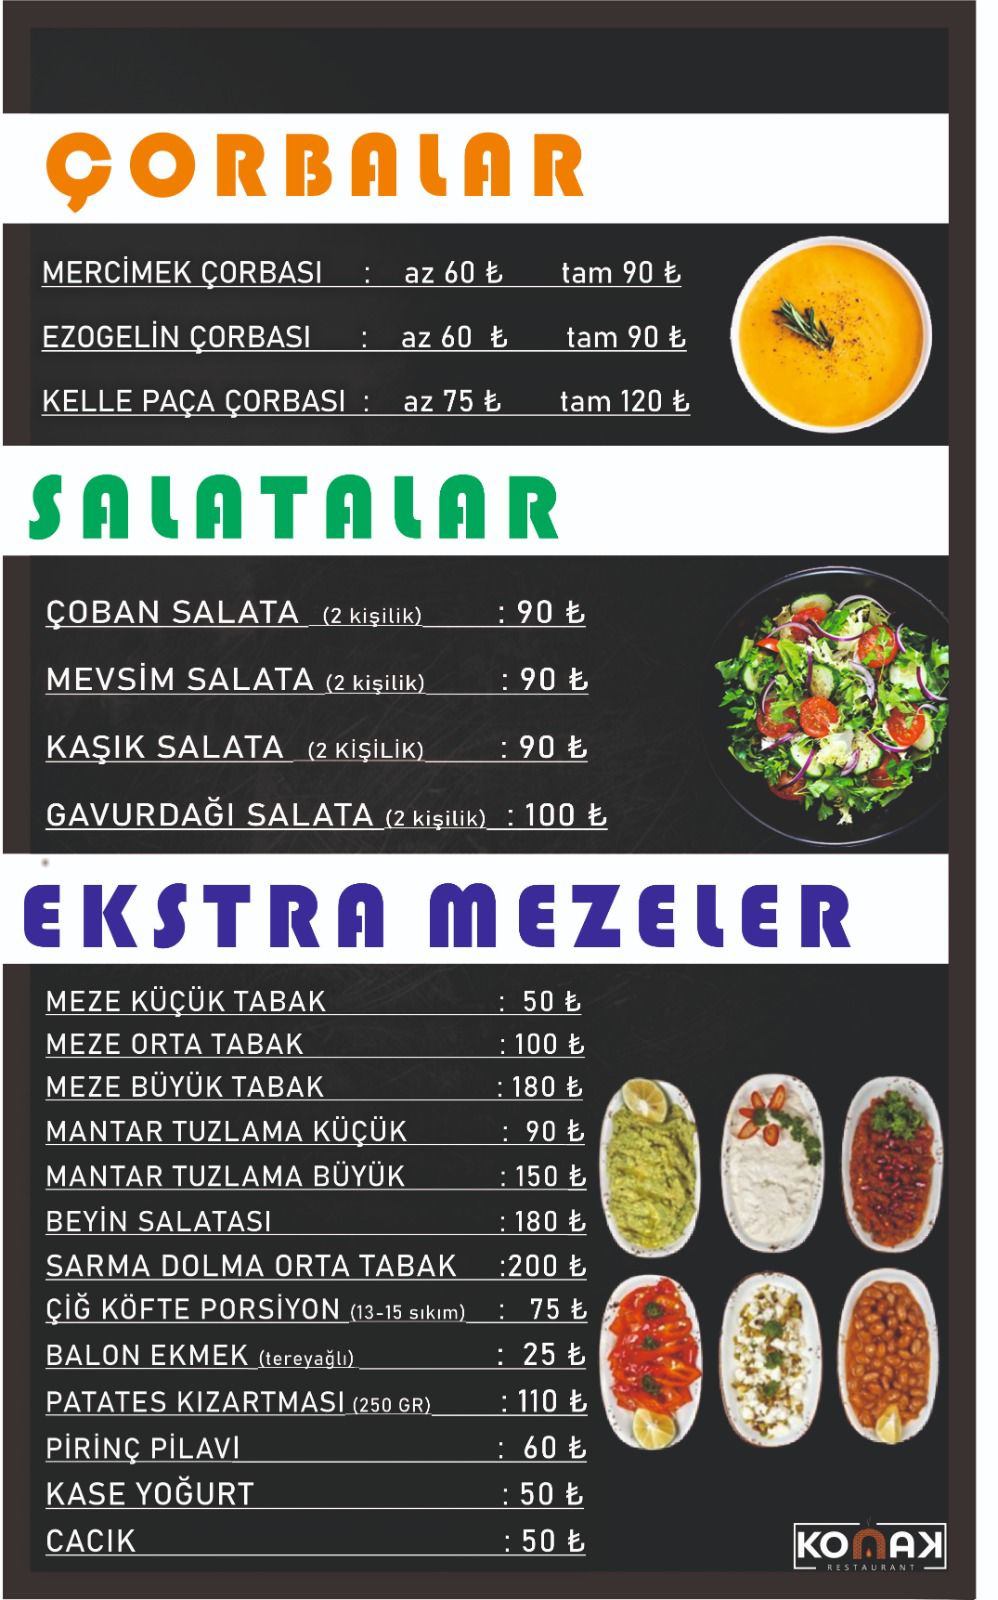 ÇORBALAR
MERCİMEK ÇORBASI : az 60 ₺ tam 90 ₺
EZOGELİN ÇORBASI : az 60 ₺ tam 90 ₺
KELLE PAÇA ÇORBASI : az 75 ₺ tam 120 ₺
SALATALAR
ÇOBAN SALATA (2 kişilik) : 90 ₺
MEVSİM SALATA (2 kişilik) : 90 ₺
KAŞIK SALATA (2 KİŞİLİK) : 90 ₺
GAVURDAĞI SALATA (2 kişilik) : 100 ₺
EKSTRA MEZELER
MEZE KÜÇÜK TABAK : 50 ₺
MEZE ORTA TABAK : 100 ₺
MEZE BÜYÜK TABAK : 180 ₺
MANTAR TUZLAMA KÜÇÜK : 90 ₺
MANTAR TUZLAMA BÜYÜK : 150 ₺
BEYİN SALATASI : 180 ₺
SARMA DOLMA ORTA TABAK :200 ₺
ÇİĞ KÖFTE PORSİYON (13-15 sıkım) : 75 ₺
BALON EKMEK (tereyağlı) : 25 ₺
PATATES KIZARTMASI (250 GR) : 110 ₺
PİRİNÇ PİLAVI : 60 ₺
KASE YOĞURT : 50 ₺
CACIK : 50 ₺
KONAK
RESTAURANT